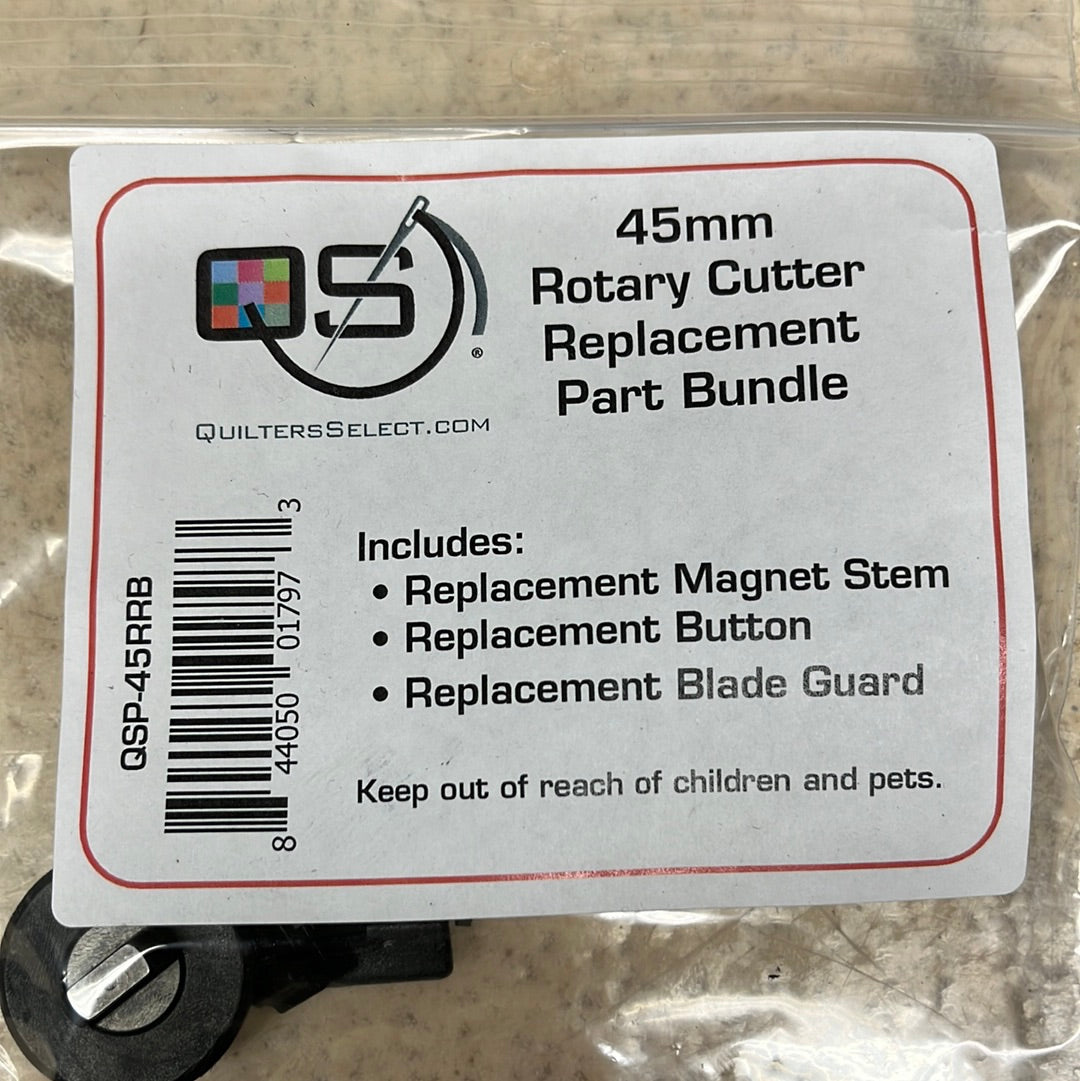 QS
®
QUILTERSSELECT.COM
45mm
Rotary Cutter
Replacement
Part Bundle
Includes:
• Replacement Magnet Stem
• Replacement Button
• Replacement Blade Guard
Keep out of reach of children and pets.
QSP-45RRB
8 44050 01797 3